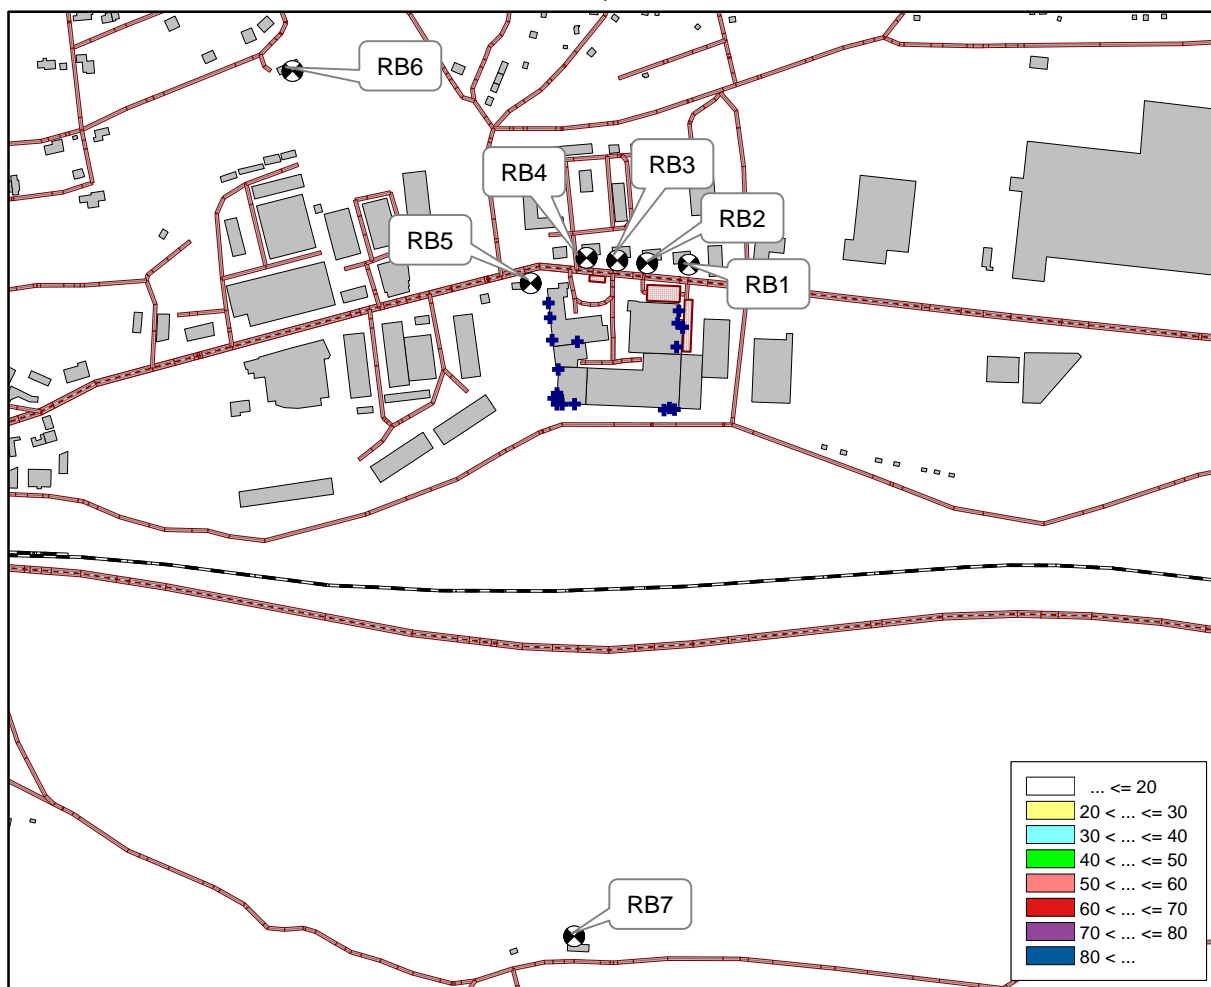 RB6
RB3
RB4
RB2
RB5
RB1
RB7
... <= 20
20 < ... <= 30
30 < ... <= 40
40 < ... <= 50
50 < ... <= 60
60 < ... <= 70
70 < ... <= 80
80 < ...